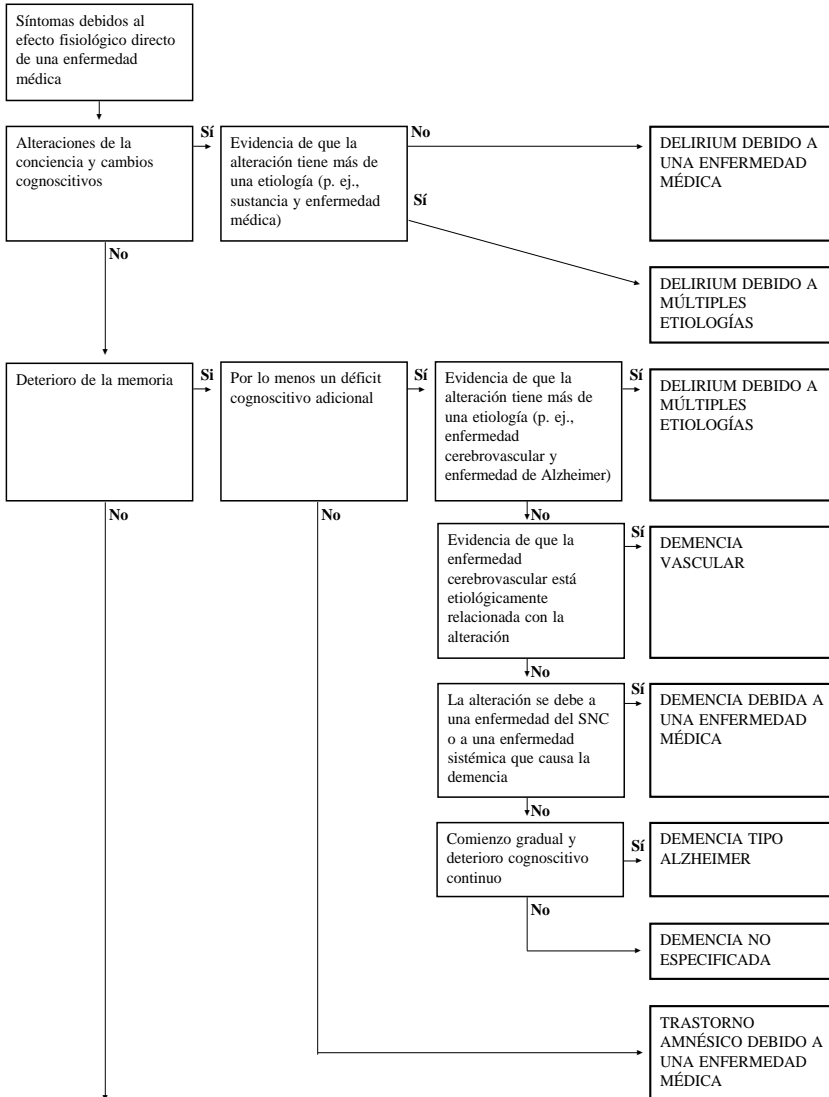 Síntomas debidos al
efecto fisiológico directo
de una enfermedad
médica
Alteraciones de la
conciencia y cambios
cognoscitivos
Sí
Evidencia de que la
alteración tiene más de
una etiología (p. ej.,
sustancia y enfermedad
médica)
No
DELIRIUM DEBIDO A
UNA ENFERMEDAD
MÉDICA
Sí
DELIRIUM DEBIDO A
MÚLTIPLES
ETIOLOGÍAS
No
Deterioro de la memoria
Si
Por lo menos un déficit
cognoscitivo adicional
Sí
Evidencia de que la
alteración tiene más de
una etiología (p. ej.,
enfermedad
cerebrovascular y
enfermedad de Alzheimer)
Sí
DELIRIUM DEBIDO A
MÚLTIPLES
ETIOLOGÍAS
No
No
No
Evidencia de que la
enfermedad
cerebrovascular está
etiológicamente
relacionada con la
alteración
Sí
DEMENCIA
VASCULAR
No
La alteración se debe a
una enfermedad del SNC
o a una enfermedad
sistémica que causa la
demencia
Sí
DEMENCIA DEBIDA A
UNA ENFERMEDAD
MÉDICA
No
Comienzo gradual y
deterioro cognoscitivo
continuo
Sí
DEMENCIA TIPO
ALZHEIMER
No
DEMENCIA NO
ESPECIFICADA
TRASTORNO
AMNÉSICO DEBIDO A
UNA ENFERMEDAD
MÉDICA